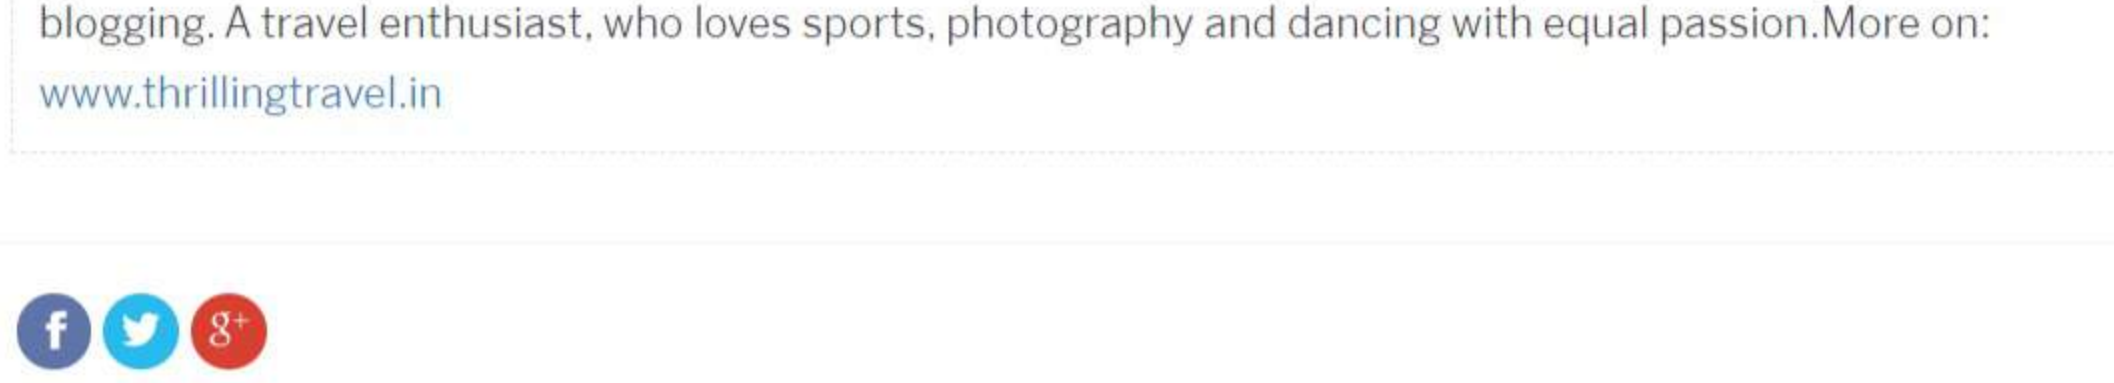 blogging. A travel enthusiast, who loves sports, photography and dancing with equal passion.More on:
www.thrillingtravel.in
f g+